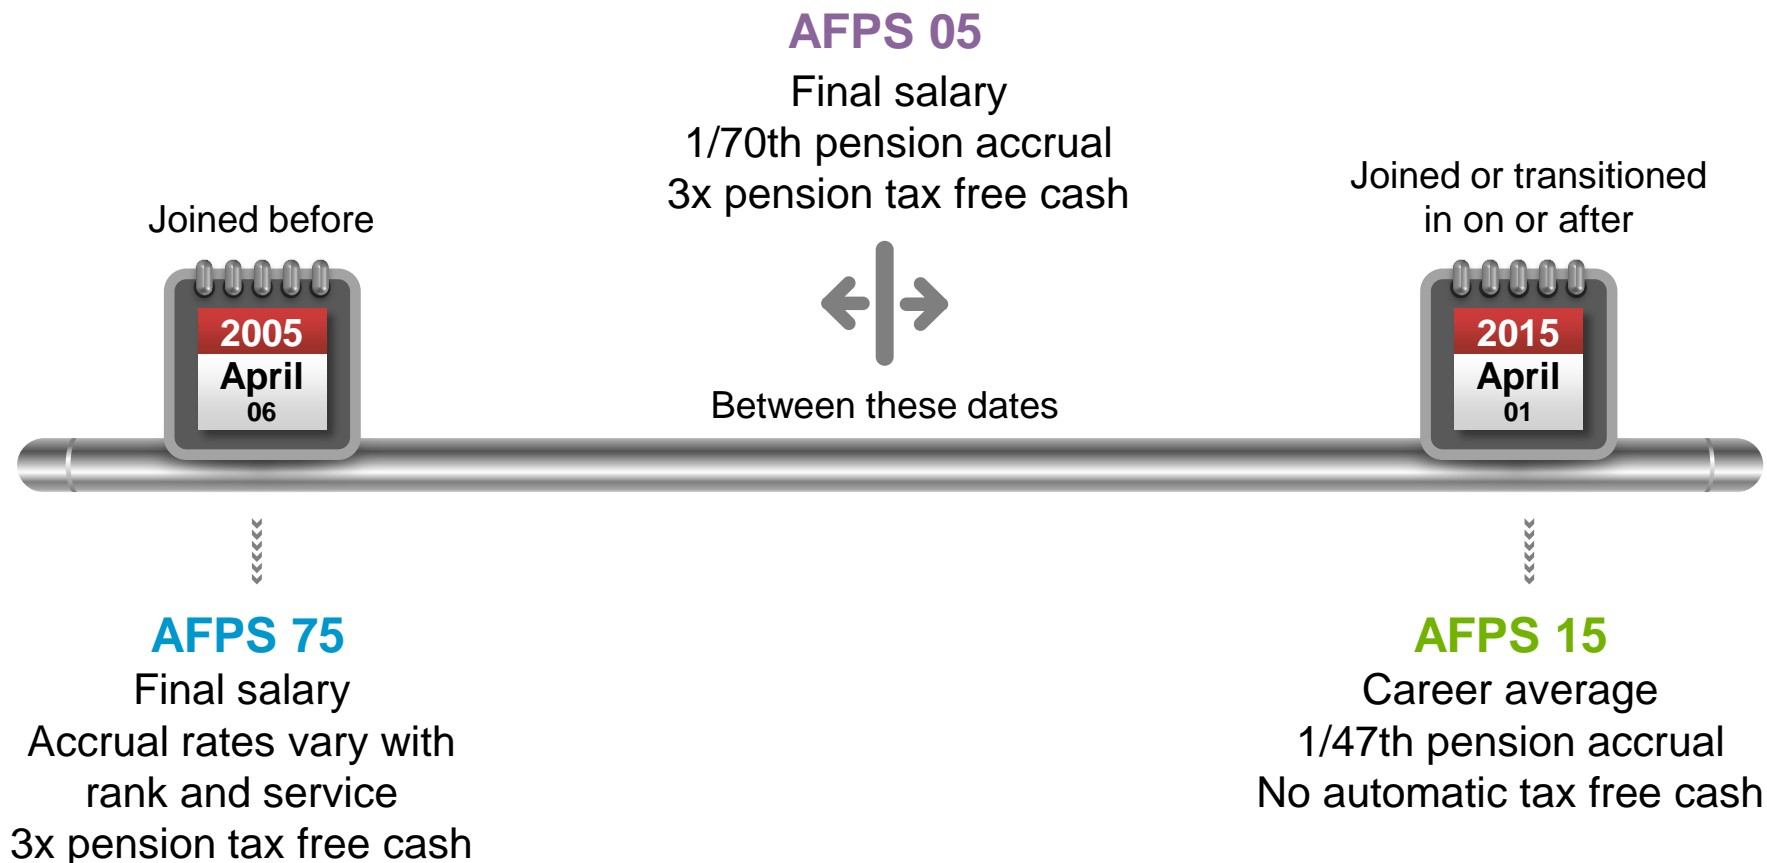 AFPS 05
Final salary
1/70th pension accrual
3x pension tax free cash
Joined before
2005
April
06
Between these dates
Joined or transitioned
in on or after
2015
April
01
AFPS 75
Final salary
Accrual rates vary with
rank and service
3x pension tax free cash
AFPS 15
Career average
1/47th pension accrual
No automatic tax free cash